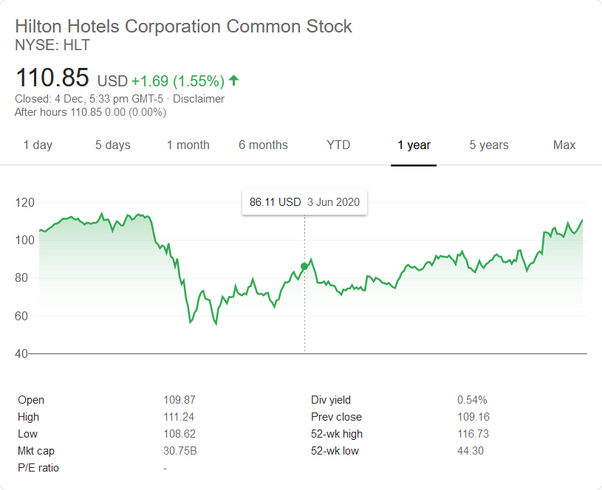 Hilton Hotels Corporation Common Stock
NYSE: HLT
110.85 USD +1.69 (1.55%) ↑
Closed: 4 Dec, 5:33 pm GMT-5 · Disclaimer
After hours 110.85 0.00 (0.00%)
1 day 5 days 1 month 6 months YTD 1 year 5 years Max
86.11 USD 3 Jun 2020
120
100
80
60
40
Open 109.87 Div yield 0.54%
High 111.24 Prev close 109.16
Low 108.62 52-wk high 116.73
Mkt cap 30.75B 52-wk low 44.30
P/E ratio -